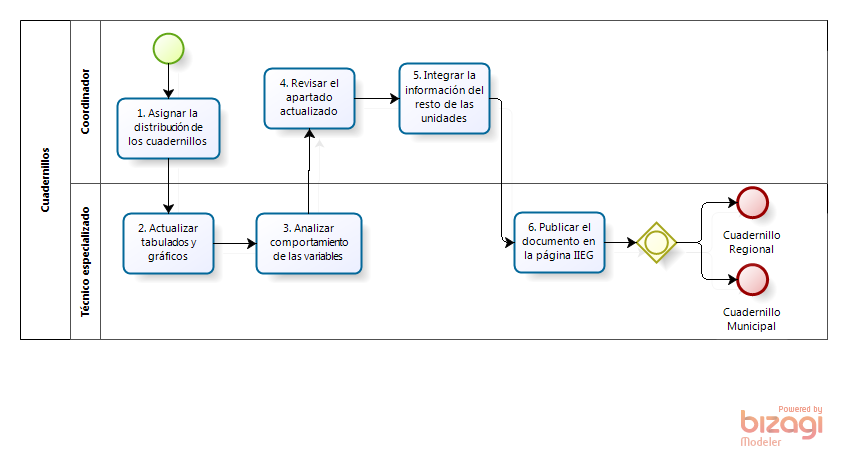 Cuadernillos
Coordinador
1. Asignar la
distribución de
los cuadernillos
4. Revisar el
apartado
actualizado
5. Integrar la
información del
resto de las
unidades
Técnico especializado
2. Actualizar
tabulados y
gráficos
3. Analizar
comportamiento
de las variables
6. Publicar el
documento en
la página IIEG
Cuadernillo
Regional
Cuadernillo
Municipal
Powered by
bizagi
Modeler